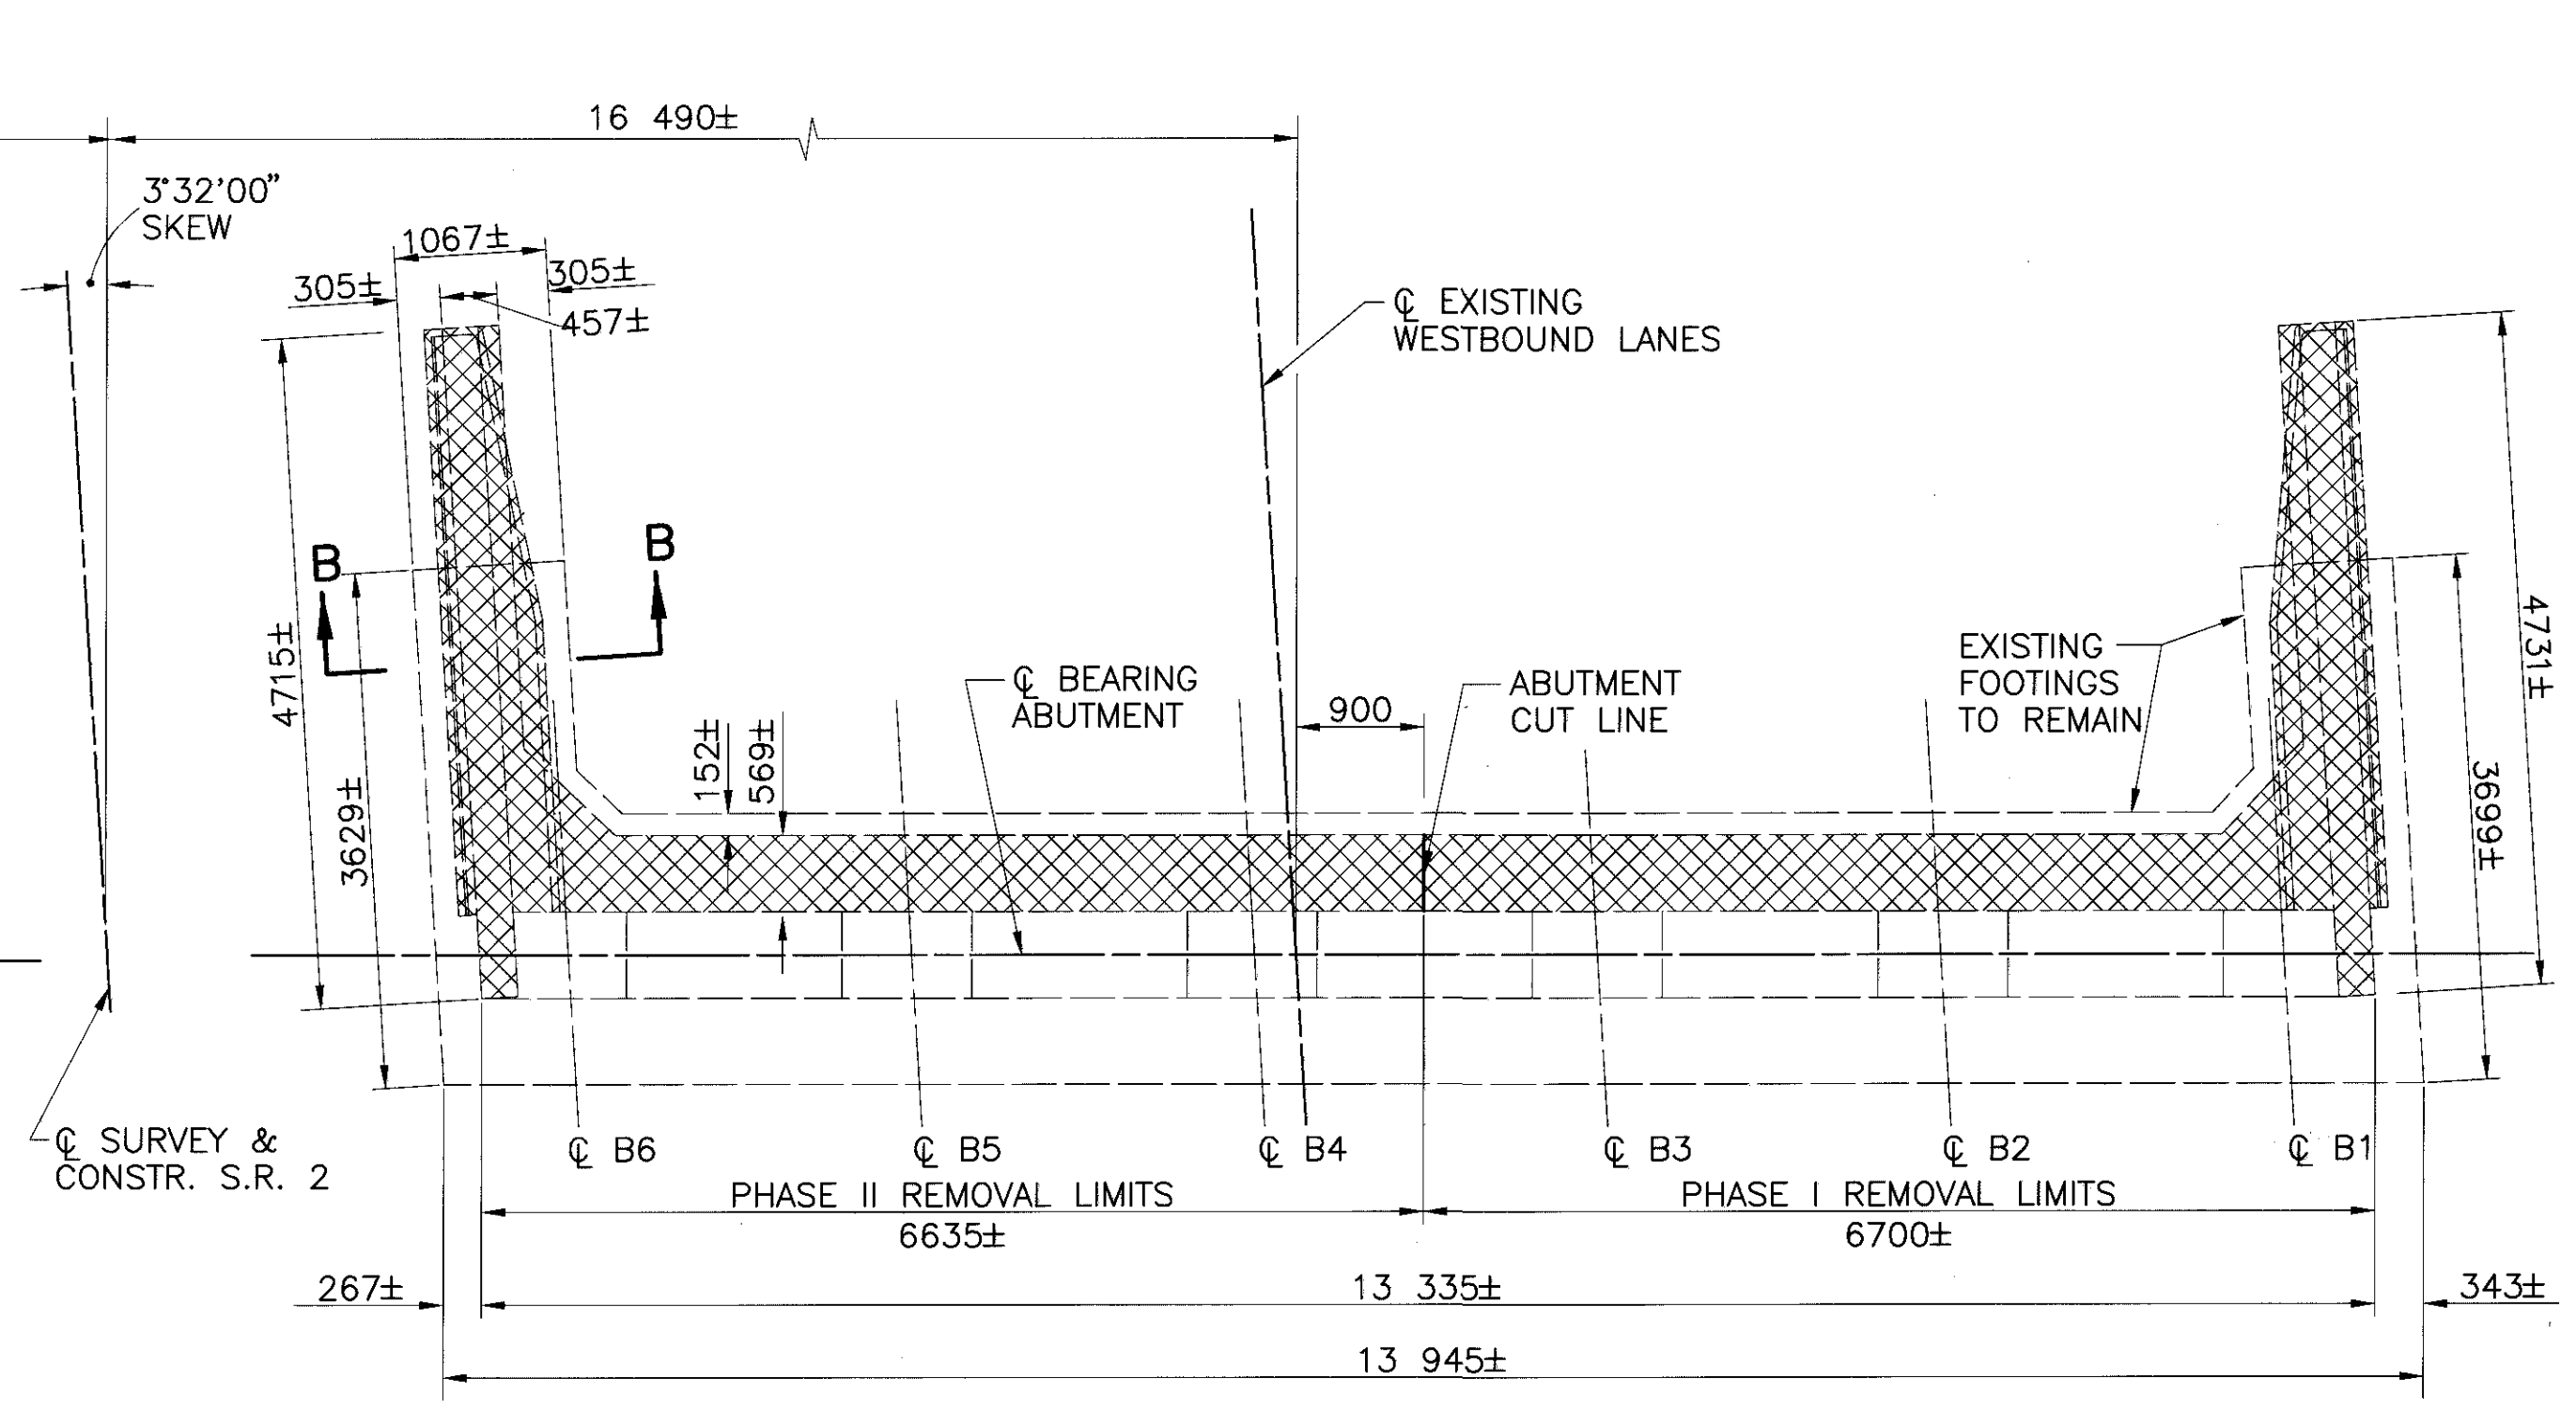 16 490±
3°32'00"
SKEW
1067±
305±
305±
457±
℄ EXISTING
WESTBOUND LANES
B
B
4715±
3629±
152±
569±
℄ BEARING
ABUTMENT
900
ABUTMENT
CUT LINE
EXISTING
FOOTINGS
TO REMAIN
4731±
3699±
℄ SURVEY &
CONSTR. S.R. 2
℄ B6
℄ B5
℄ B4
℄ B3
℄ B2
℄ B1
PHASE II REMOVAL LIMITS
6635±
PHASE I REMOVAL LIMITS
6700±
267±
13 335±
343±
13 945±